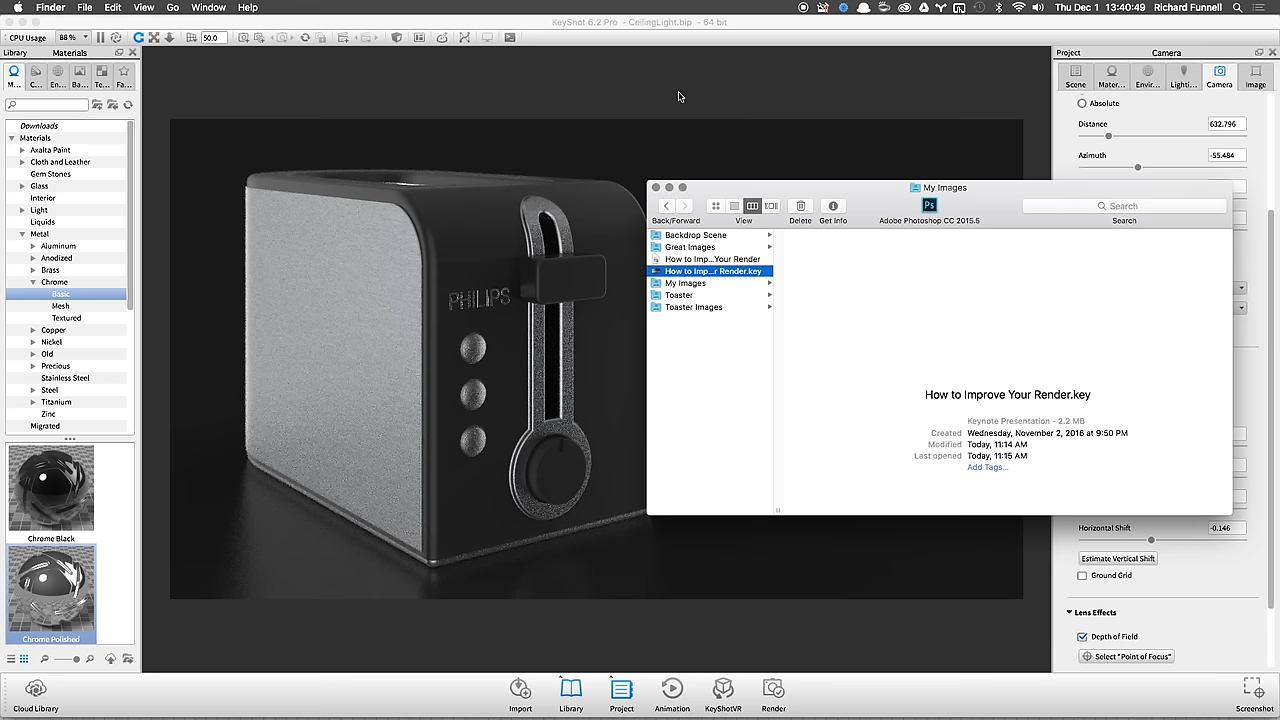 Finder File Edit View Go Window Help Thu Dec 1 13:40:49 Richard Funnell
KeyShot 6.2 Pro - CeilingLight.bip - 64 bit
CPU Usage 88 % 50.0
Library Materials
M... C... En... Ba... Te... Fa...
Downloads
Materials
Axalta Paint
Cloth and Leather
Gem Stones
Glass
Interior
Light
Liquids
Metal
Aluminum
Anodized
Brass
Chrome
Basic
Mesh
Textured
Copper
Nickel
Old
Precious
Stainless Steel
Steel
Titanium
Zinc
Migrated
Chrome Black
Chrome Polished
PHILIPS
My Images
Back/Forward View Delete Get Info Adobe Photoshop CC 2015.5 Search
Ps
Search
Backdrop Scene
Great Images
How to Imp...Your Render
How to Imp...r Render.key
My Images
Toaster
Toaster Images
How to Improve Your Render.key
Keynote Presentation - 2.2 MB
Created Wednesday, November 2, 2016 at 9:50 PM
Modified Today, 11:14 AM
Last opened Today, 11:15 AM
Add Tags...
Project Camera
Scene Mater... Envir... Lighti... Camera Image
Absolute
Distance 632.796
Azimuth -55.484
Horizontal Shift -0.146
Estimate Vertical Shift
Ground Grid
Lens Effects
Depth of Field
Select "Point of Focus"
Cloud Library Import Library Project Animation KeyShotVR Render Screenshot